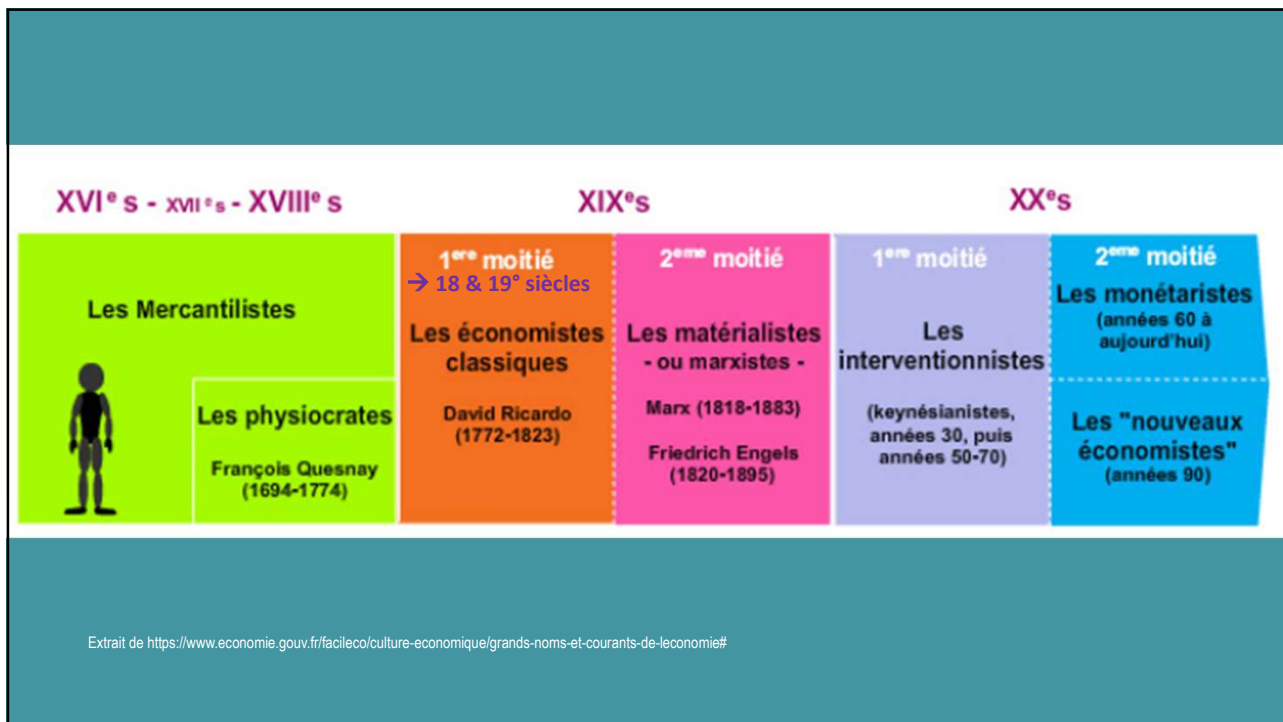 XVIᵉ s - XVIIᵉ s - XVIIIᵉ s
XIXᵉs
XXᵉs
Les Mercantilistes
Les physiocrates
François Quesnay
(1694-1774)
1ᵉʳᵉ moitié
→ 18 & 19° siècles
Les économistes
classiques
David Ricardo
(1772-1823)
2ᵉᵐᵉ moitié
Les matérialistes
- ou marxistes -
Marx (1818-1883)
Friedrich Engels
(1820-1895)
1ᵉʳᵉ moitié
Les
interventionnistes
(keynésianistes,
années 30, puis
années 50-70)
2ᵉᵐᵉ moitié
Les monétaristes
(années 60 à
aujourd'hui)
Les "nouveaux
économistes"
(années 90)
Extrait de https://www.economie.gouv.fr/facileco/culture-economique/grands-noms-et-courants-de-leconomie#